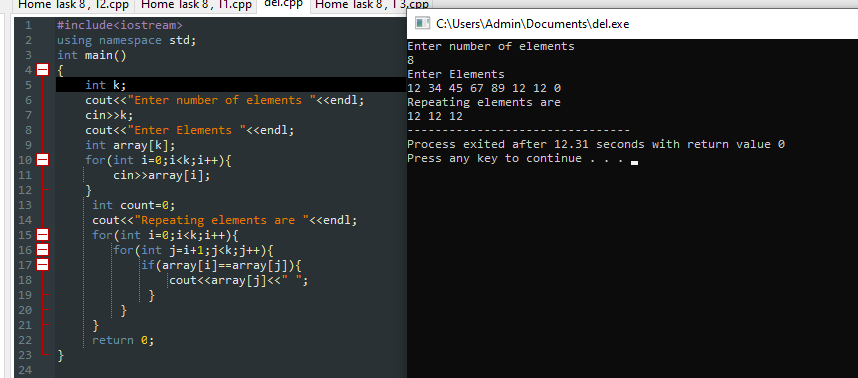 Home Task 8 , T2.cpp Home Task 8 , T1.cpp del.cpp Home Task 8 , T 3.cpp
1 #include<iostream>
2 using namespace std;
3 int main()
4 {
5 int k;
6 cout<<"Enter number of elements "<<endl;
7 cin>>k;
8 cout<<"Enter Elements "<<endl;
9 int array[k];
10 for(int i=0;i<k;i++){
11 cin>>array[i];
12 }
13 int count=0;
14 cout<<"Repeating elements are "<<endl;
15 for(int i=0;i<k;i++){
16 for(int j=i+1;j<k;j++){
17 if(array[i]==array[j]){
18 cout<<array[j]<<" ";
19 }
20 }
21 }
22 return 0;
23 }
24
C:\Users\Admin\Documents\del.exe
Enter number of elements
8
Enter Elements
12 34 45 67 89 12 12 0
Repeating elements are
12 12 12
--------------------------------
Process exited after 12.31 seconds with return value 0
Press any key to continue . . .